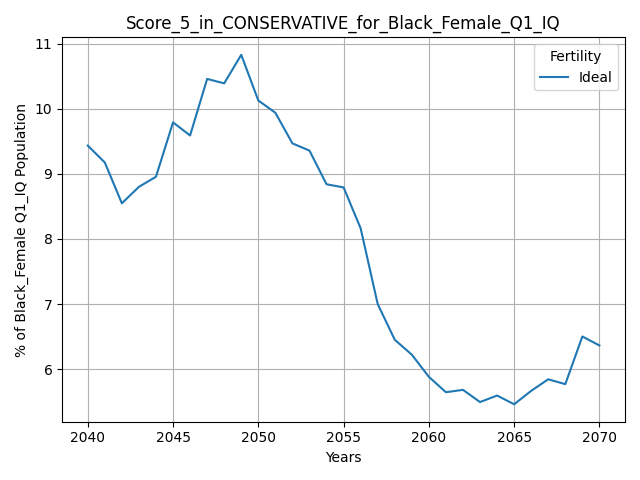 Score_5_in_CONSERVATIVE_for_Black_Female_Q1_IQ
Fertility
Ideal
% of Black_Female Q1_IQ Population
11
10
9
8
7
6
2040 2045 2050 2055 2060 2065 2070
Years